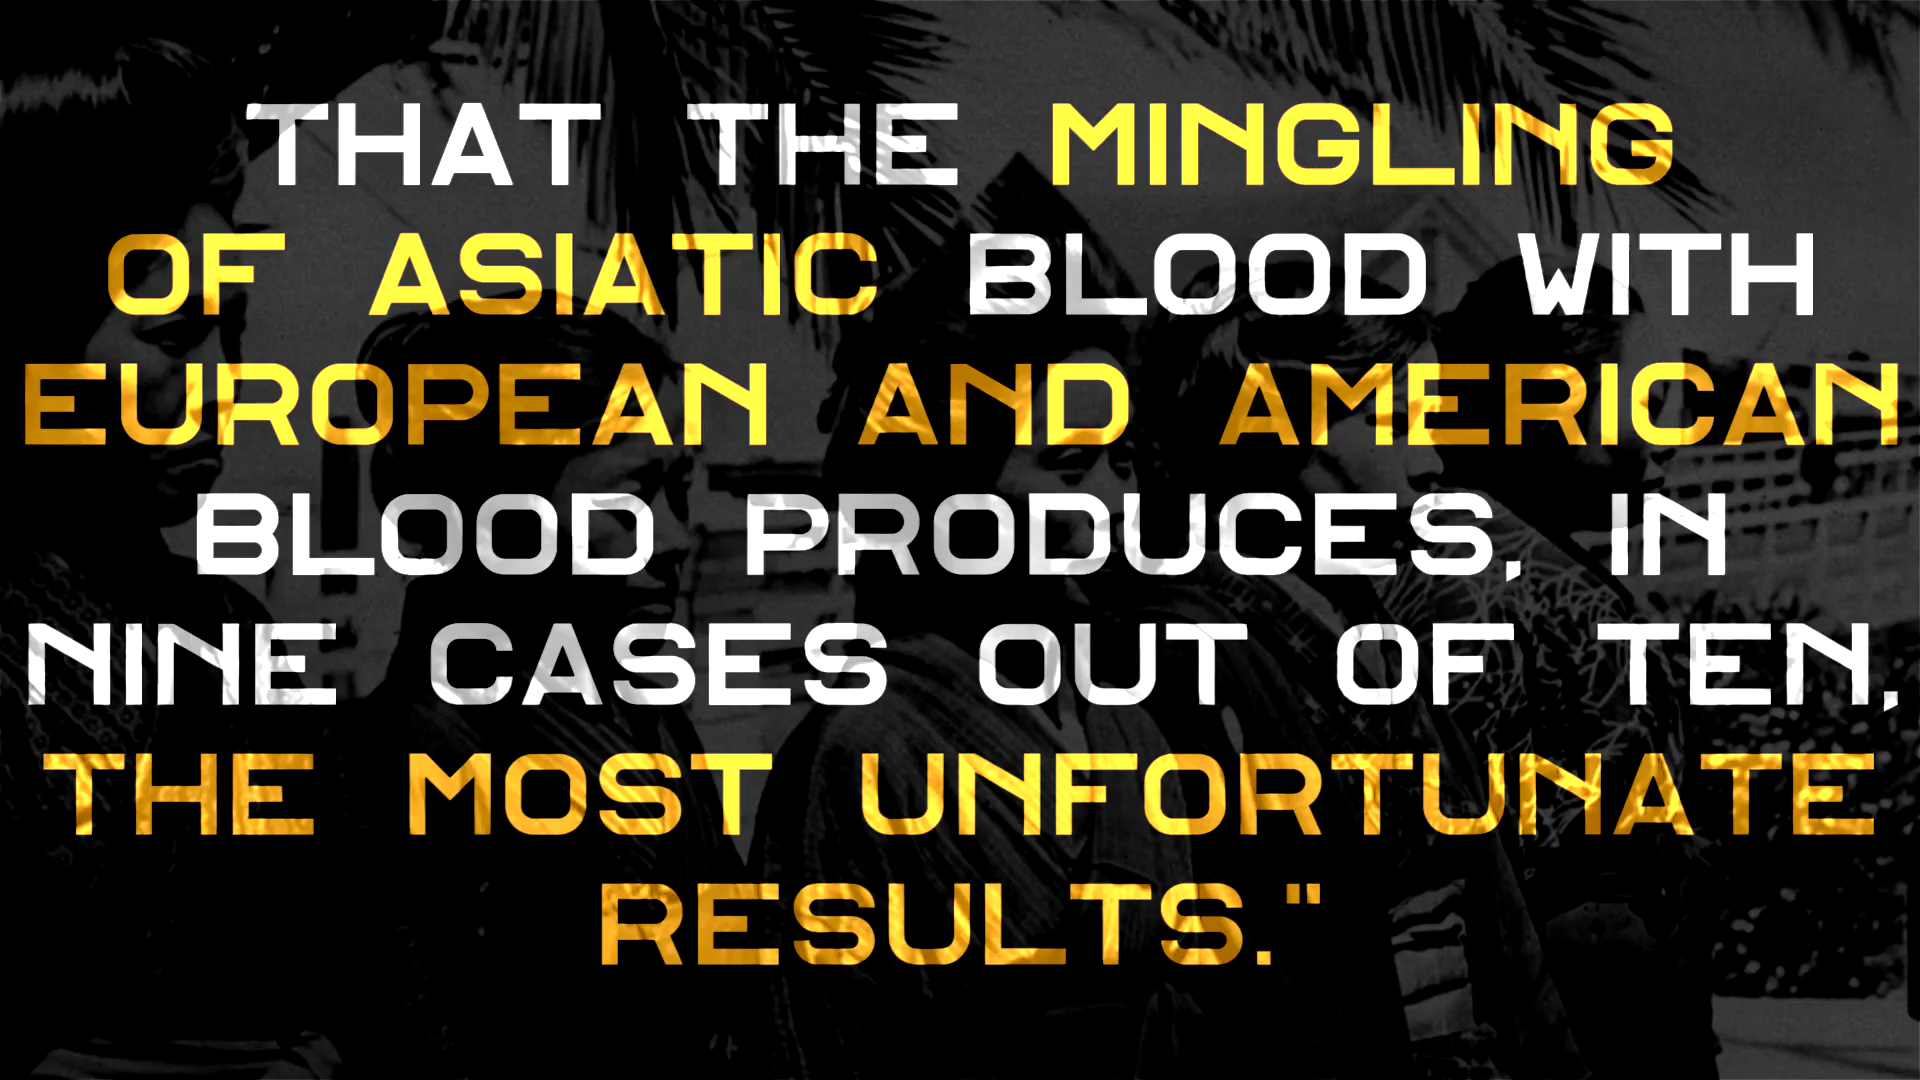 THAT THE MINGLING
OF ASIATIC BLOOD WITH
EUROPEAN AND AMERICAN
BLOOD PRODUCES, IN
NINE CASES OUT OF TEN,
THE MOST UNFORTUNATE
RESULTS."